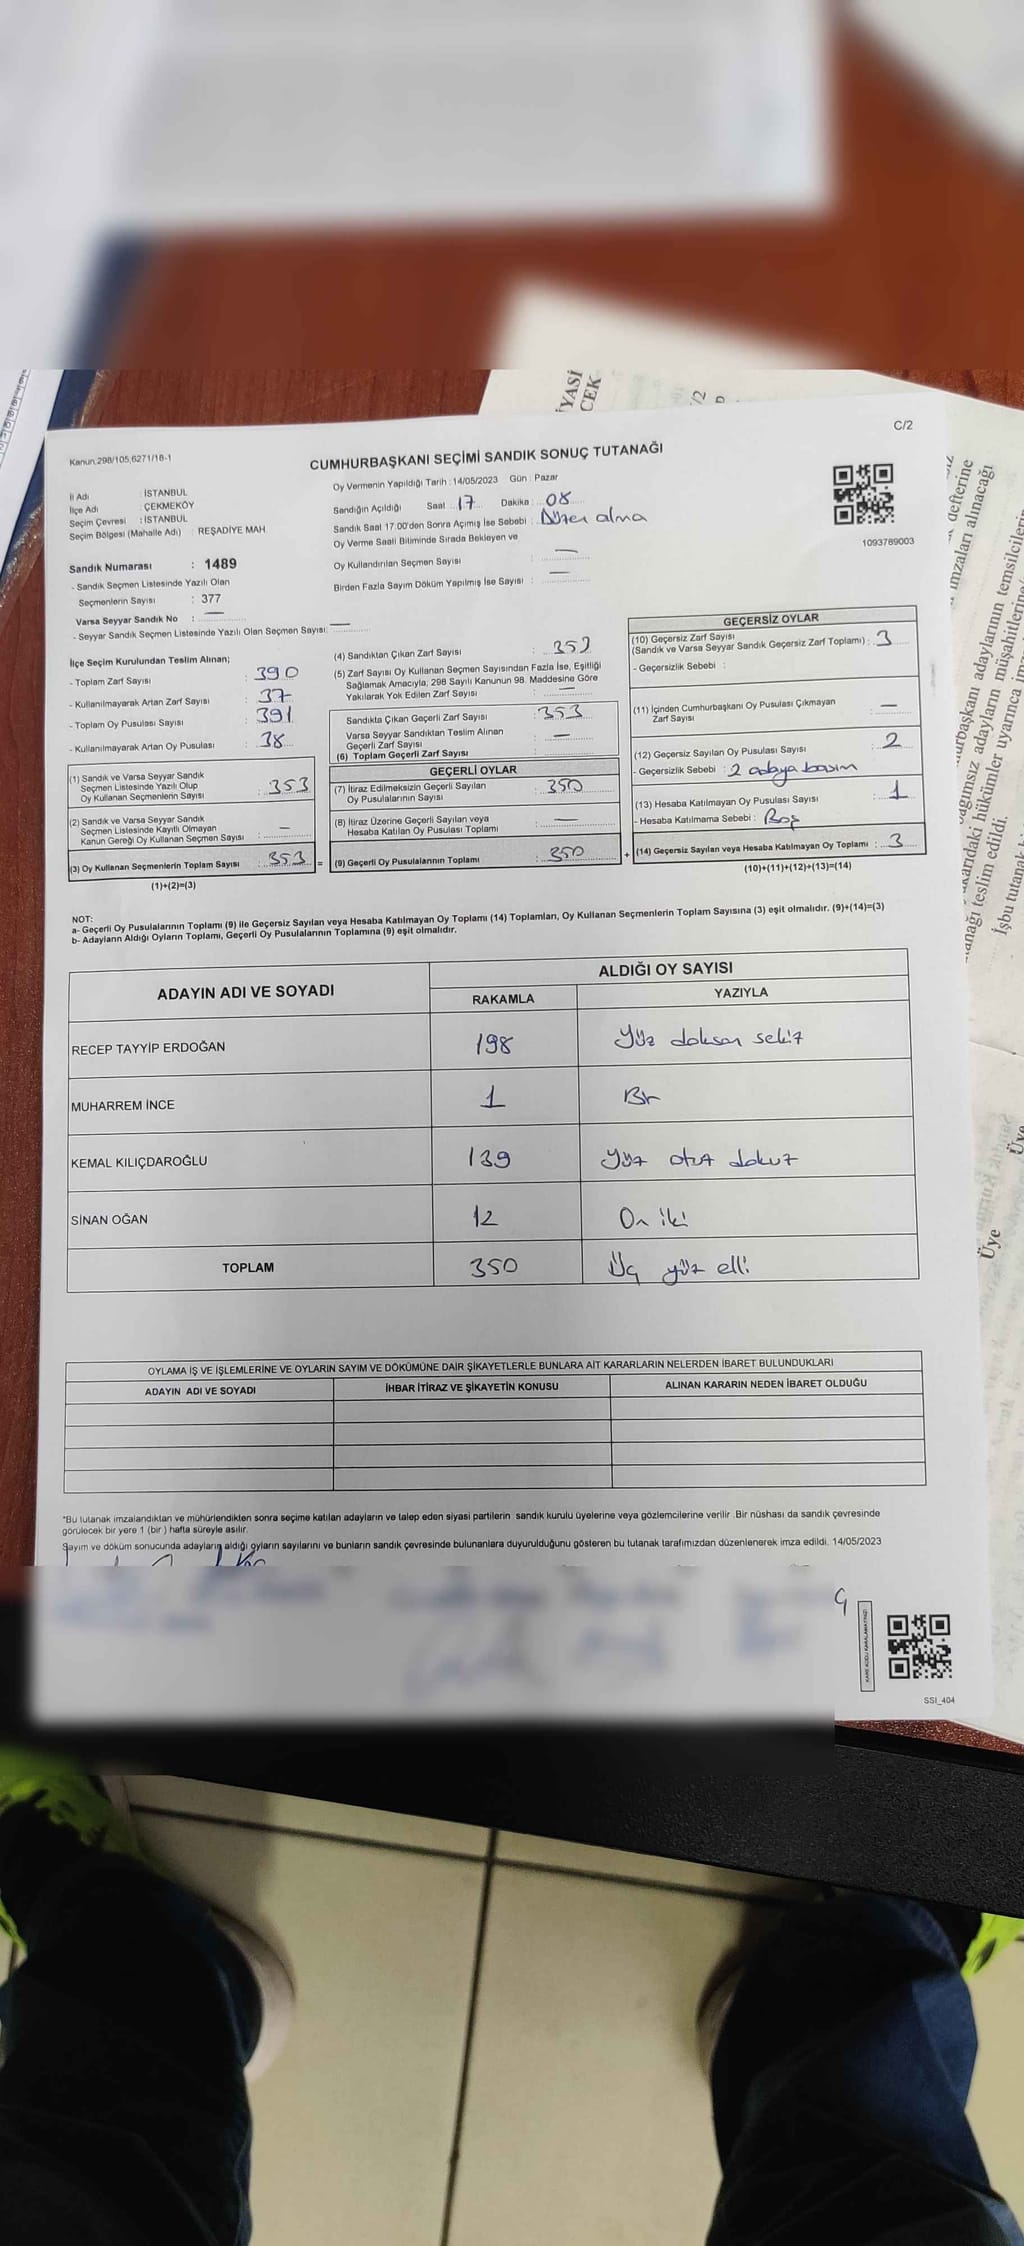 C/2
Kanun.298/105,6271/18-1
CUMHURBAŞKANI SEÇİMİ SANDIK SONUÇ TUTANAĞI
İl Adı : İSTANBUL
İlçe Adı : ÇEKMEKÖY
Seçim Çevresi : İSTANBUL
Seçim Bölgesi (Mahalle Adı) : REŞADİYE MAH.
Oy Vermenin Yapıldığı Tarih : 14/05/2023 Gün : Pazar
Sandığın Açıldığı Saat 17 Dakika : 08
Sandık Saat 17:00'den Sonra Açımış İse Sebebi : Düzen alma
Oy Verme Saati Bitiminde Sırada Bekleyen ve
Oy Kullandırılan Seçmen Sayısı : —
Birden Fazla Sayım Döküm Yapılmış İse Sayısı : —
1093789003
Sandık Numarası : 1489
- Sandık Seçmen Listesinde Yazılı Olan
Seçmenlerin Sayısı : 377
Varsa Seyyar Sandık No : —
- Seyyar Sandık Seçmen Listesinde Yazılı Olan Seçmen Sayısı: —
İlçe Seçim Kurulundan Teslim Alınan;
- Toplam Zarf Sayısı : 390
- Kullanılmayarak Artan Zarf Sayısı : 37
- Toplam Oy Pusulası Sayısı : 391
- Kullanılmayarak Artan Oy Pusulası : 38
(1) Sandık ve Varsa Seyyar Sandık
Seçmen Listesinde Yazılı Olup
Oy Kullanan Seçmenlerin Sayısı : 353
(2) Sandık ve Varsa Seyyar Sandık
Seçmen Listesinde Kayıtlı Olmayan
Kanun Gereği Oy Kullanan Seçmen Sayısı : —
(3) Oy Kullanan Seçmenlerin Toplam Sayısı : 353 =
(1)+(2)=(3)
(4) Sandıktan Çıkan Zarf Sayısı : 353
(5) Zarf Sayısı Oy Kullanan Seçmen Sayısından Fazla İse, Eşitliği
Sağlamak Amacıyla, 298 Sayılı Kanunun 98. Maddesine Göre
Yakılarak Yok Edilen Zarf Sayısı : —
Sandıkta Çıkan Geçerli Zarf Sayısı : 353
Varsa Seyyar Sandıktan Teslim Alınan
Geçerli Zarf Sayısı : —
(6) Toplam Geçerli Zarf Sayısı :
GEÇERLİ OYLAR
(7) İtiraz Edilmeksizin Geçerli Sayılan
Oy Pusulalarının Sayısı : 350
(8) İtiraz Üzerine Geçerli Sayılan veya
Hesaba Katılan Oy Pusulası Toplamı : —
(9) Geçerli Oy Pusulalarının Toplamı : 350 +
GEÇERSİZ OYLAR
(10) Geçersiz Zarf Sayısı
(Sandık ve Varsa Seyyar Sandık Geçersiz Zarf Toplamı) : 3
- Geçersizlik Sebebi :
(11) İçinden Cumhurbaşkanı Oy Pusulası Çıkmayan
Zarf Sayısı : —
(12) Geçersiz Sayılan Oy Pusulası Sayısı : 2
- Geçersizlik Sebebi : 2 adaya basım
(13) Hesaba Katılmayan Oy Pusulası Sayısı : 1
- Hesaba Katılmama Sebebi : Boş
(14) Geçersiz Sayılan veya Hesaba Katılmayan Oy Toplamı : 3
(10)+(11)+(12)+(13)=(14)
NOT:
a- Geçerli Oy Pusulalarının Toplamı (9) ile Geçersiz Sayılan veya Hesaba Katılmayan Oy Toplamı (14) Toplamları, Oy Kullanan Seçmenlerin Toplam Sayısına (3) eşit olmalıdır. (9)+(14)=(3)
b- Adayların Aldığı Oyların Toplamı, Geçerli Oy Pusulalarının Toplamına (9) eşit olmalıdır.
ADAYIN ADI VE SOYADI ALDIĞI OY SAYISI
RAKAMLA YAZIYLA
RECEP TAYYİP ERDOĞAN 198 Yüz doksan sekiz
MUHARREM İNCE 1 Bir
KEMAL KILIÇDAROĞLU 139 Yüz otuz dokuz
SİNAN OĞAN 12 On iki
TOPLAM 350 Üç yüz elli
OYLAMA İŞ VE İŞLEMLERİNE VE OYLARIN SAYIM VE DÖKÜMÜNE DAİR ŞİKAYETLERLE BUNLARA AİT KARARLARIN NELERDEN İBARET BULUNDUKLARI
ADAYIN ADI VE SOYADI İHBAR İTİRAZ VE ŞİKAYETİN KONUSU ALINAN KARARIN NEDEN İBARET OLDUĞU
*Bu tutanak imzalandıktan ve mühürlendikten sonra seçime katılan adayların ve talep eden siyasi partilerin sandık kurulu üyelerine veya gözlemcilerine verilir. Bir nüshası da sandık çevresinde
görülecek bir yere 1 (bir) hafta süreyle asılır.
Sayım ve döküm sonucunda adayların aldığı oyların sayılarını ve bunların sandık çevresinde bulunanlara duyurulduğunu gösteren bu tutanak tarafımızdan düzenlenerek imza edildi. 14/05/2023
SSI_404
YASİ
CEK
defterine
imzaları alınacağı
urbaşkanı adaylarının temsilcilerin
bağımsız adayların müşahitlerine
karıdaki hükümler uyarınca
anağı teslim edildi.
İşbu tutanak
Üye
Üye